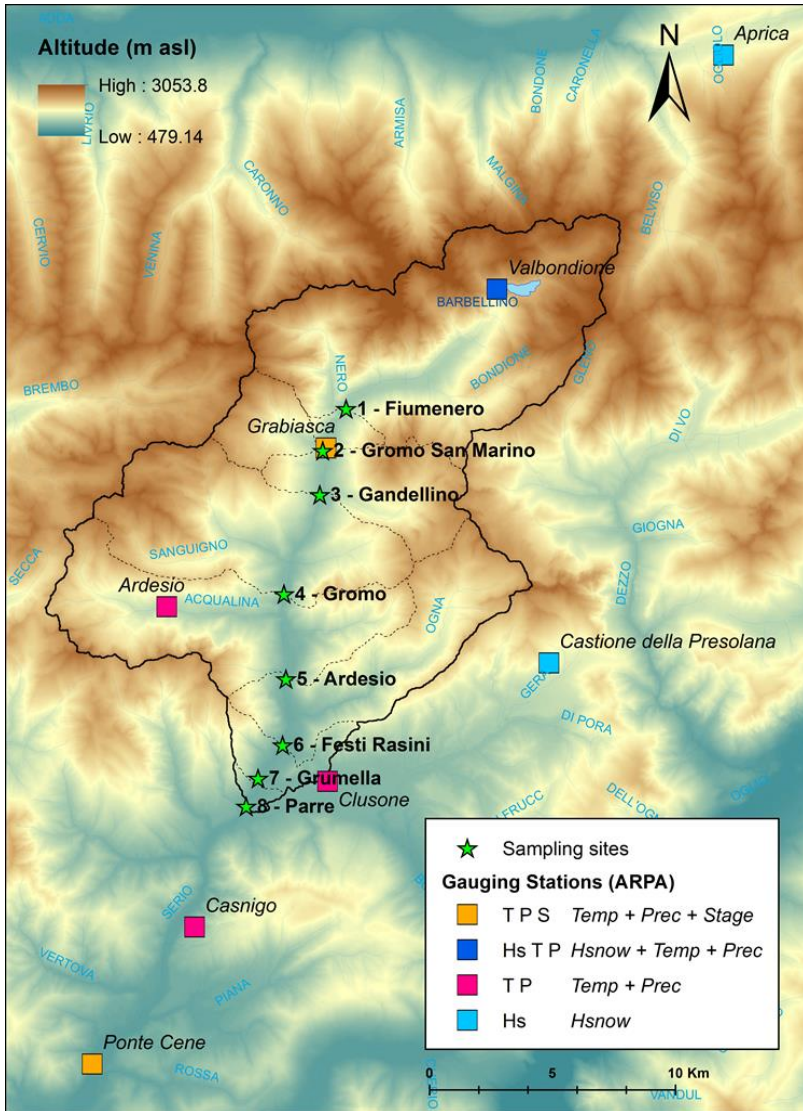 Altitude (m asl)
High : 3053.8
Low : 479.14
N
Aprica
LIVRIO
ARMISA
BONDONE
CARONELLA
CARONNO
MALGINA
BELVISO
CERVIO
VENINA
Valbondione
BARBELLINO
BREMBO
NERO
BONDIONE
GLENO
1 - Fiumenero
Grabiasca
2 - Gromo San Marino
DI VO
3 - Gandellino
GIOGNA
SECCA
SANGUIGNO
Ardesio
ACQUALINA
4 - Gromo
OGNA
DEZZO
Castione della Presolana
5 - Ardesio
GERA
DI PORA
6 - Festi Rasini
7 - Grumella
Clusone
8 - Parre
Sampling sites
Gauging Stations (ARPA)
T P S Temp + Prec + Stage
Hs T P Hsnow + Temp + Prec
T P Temp + Prec
Hs Hsnow
SERIO
Casnigo
VERTOVA
PIANA
Ponte Cene
ROSSA
0 5 10 Km
VANDUL